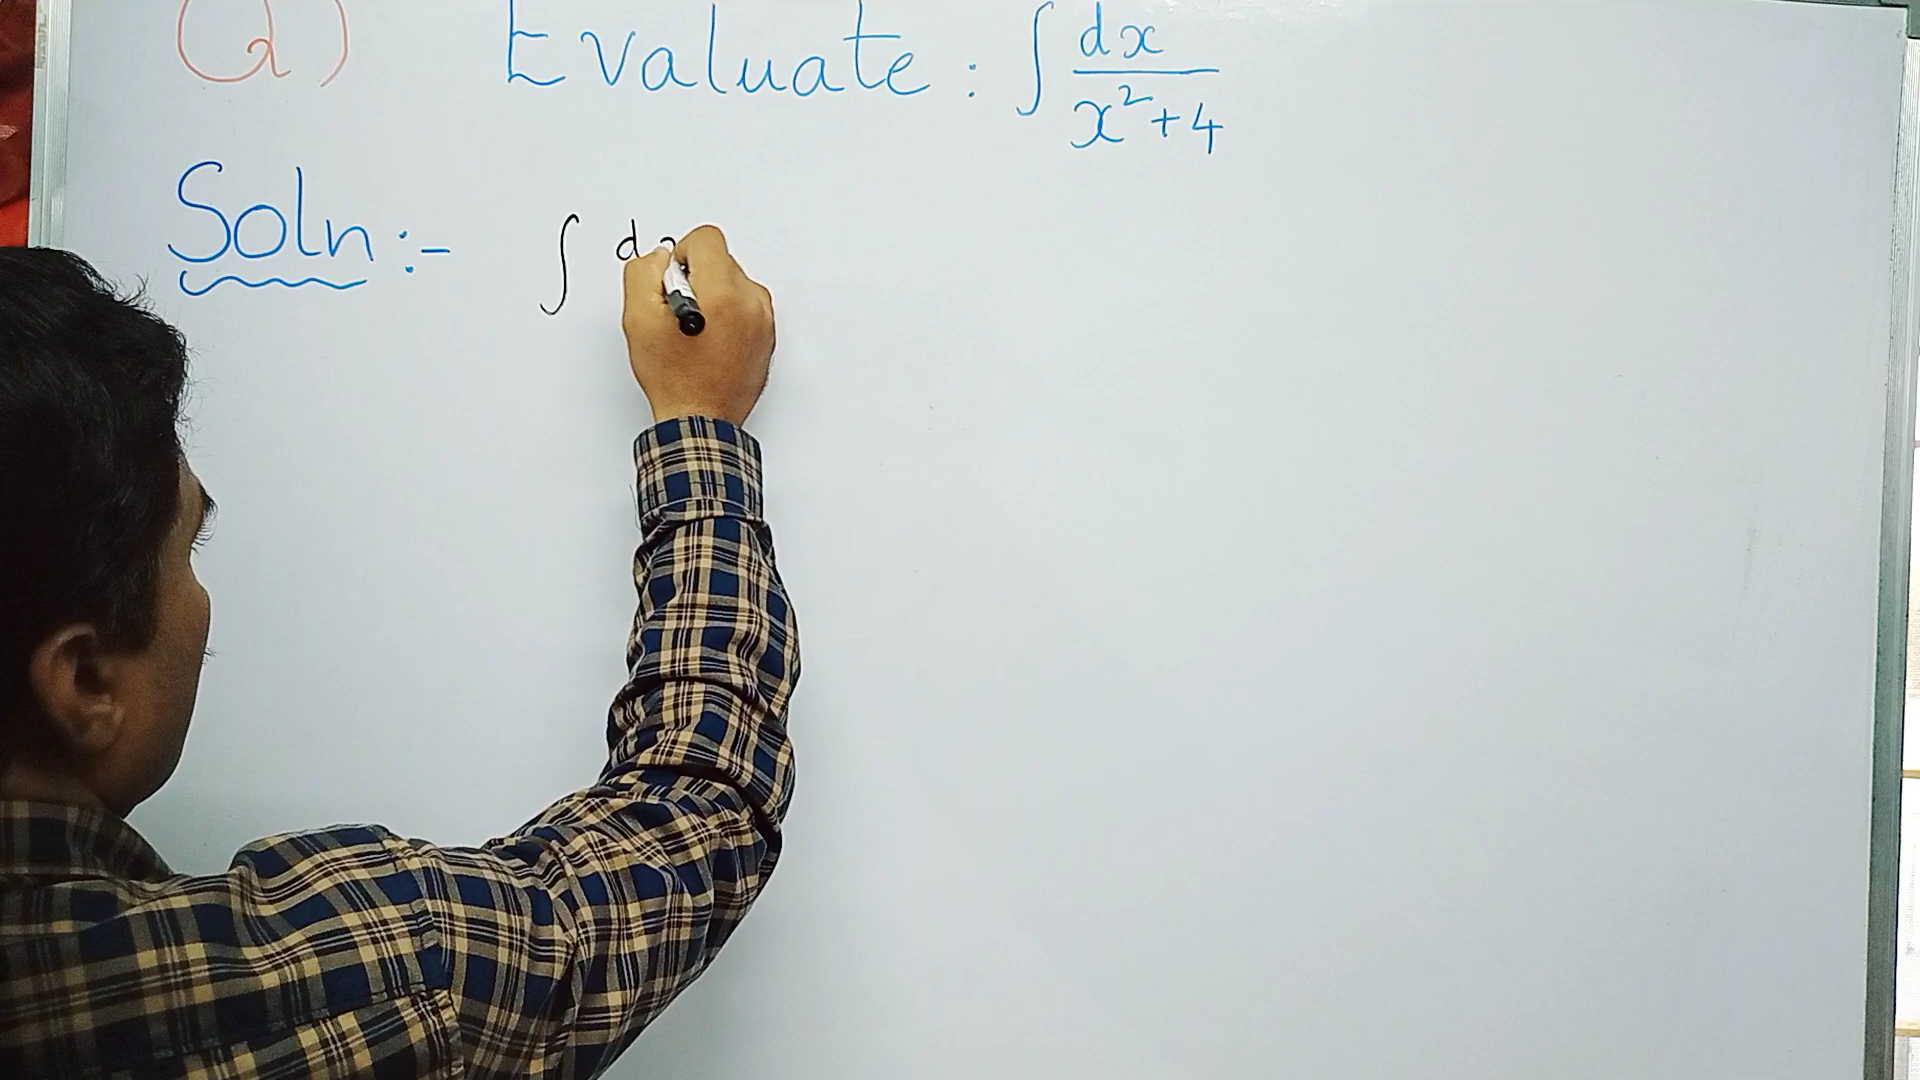 Q) Evaluate : ∫ dx / x² + 4
Soln :-  ∫ dx